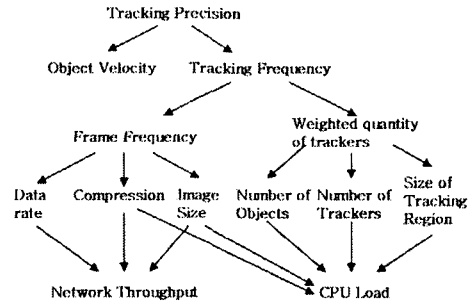 Tracking Precision
Object Velocity
Tracking Frequency
Frame Frequency
Weighted quantity
of trackers
Data
rate
Compression
Image
Size
Number of
Objects
Number of
Trackers
Size of
Tracking
Region
Network Throughput
CPU Load